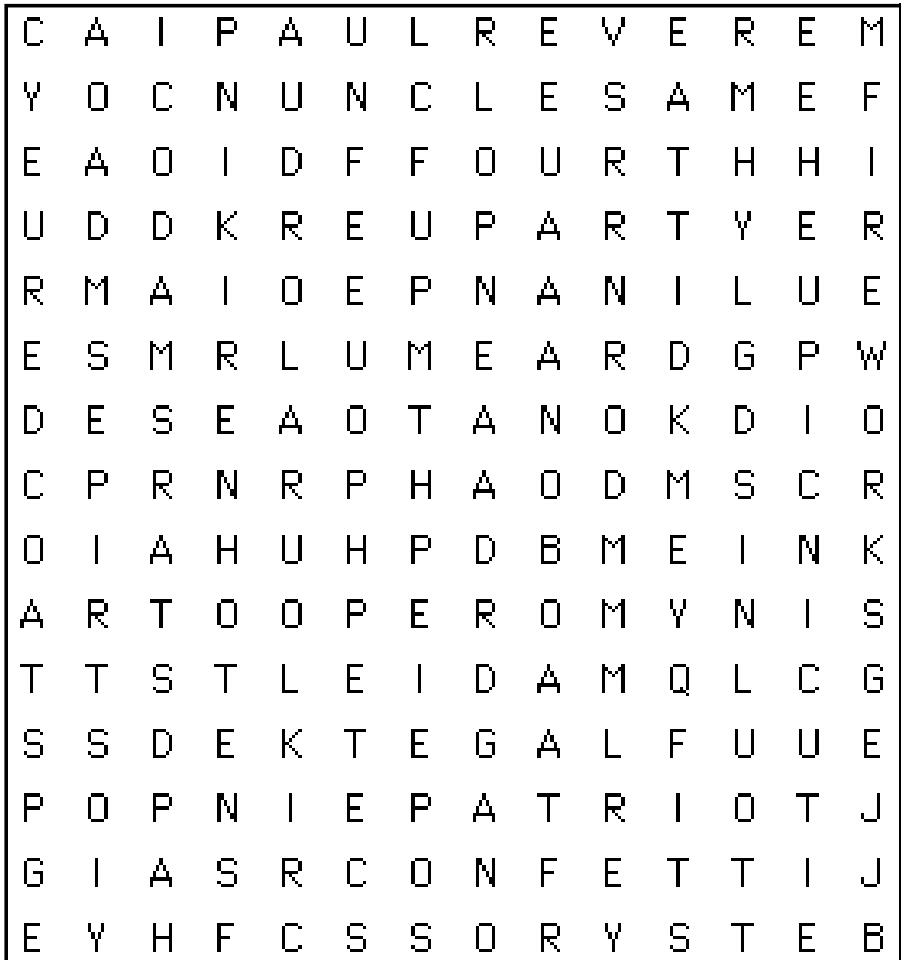 C A I P A U L R E V E R E M
Y O C N U N C L E S A M E F
E A O I D F F O U R T H H I
U D D K R E U P A R T Y E R
R M A I O E P N A N I L U E
E S M R L U M E A R D G P W
D E S E A O T A N O K D I O
C P R N R P H A O D M S C R
O I A H U H P D B M E I N K
A R T O O P E R O M Y N I S
T T S T L E I D A M Q L C G
S S D E K T E G A L F U U E
P O P N I E P A T R I O T J
G I A S R C O N F E T T I J
E Y H F C S S O R Y S T E B